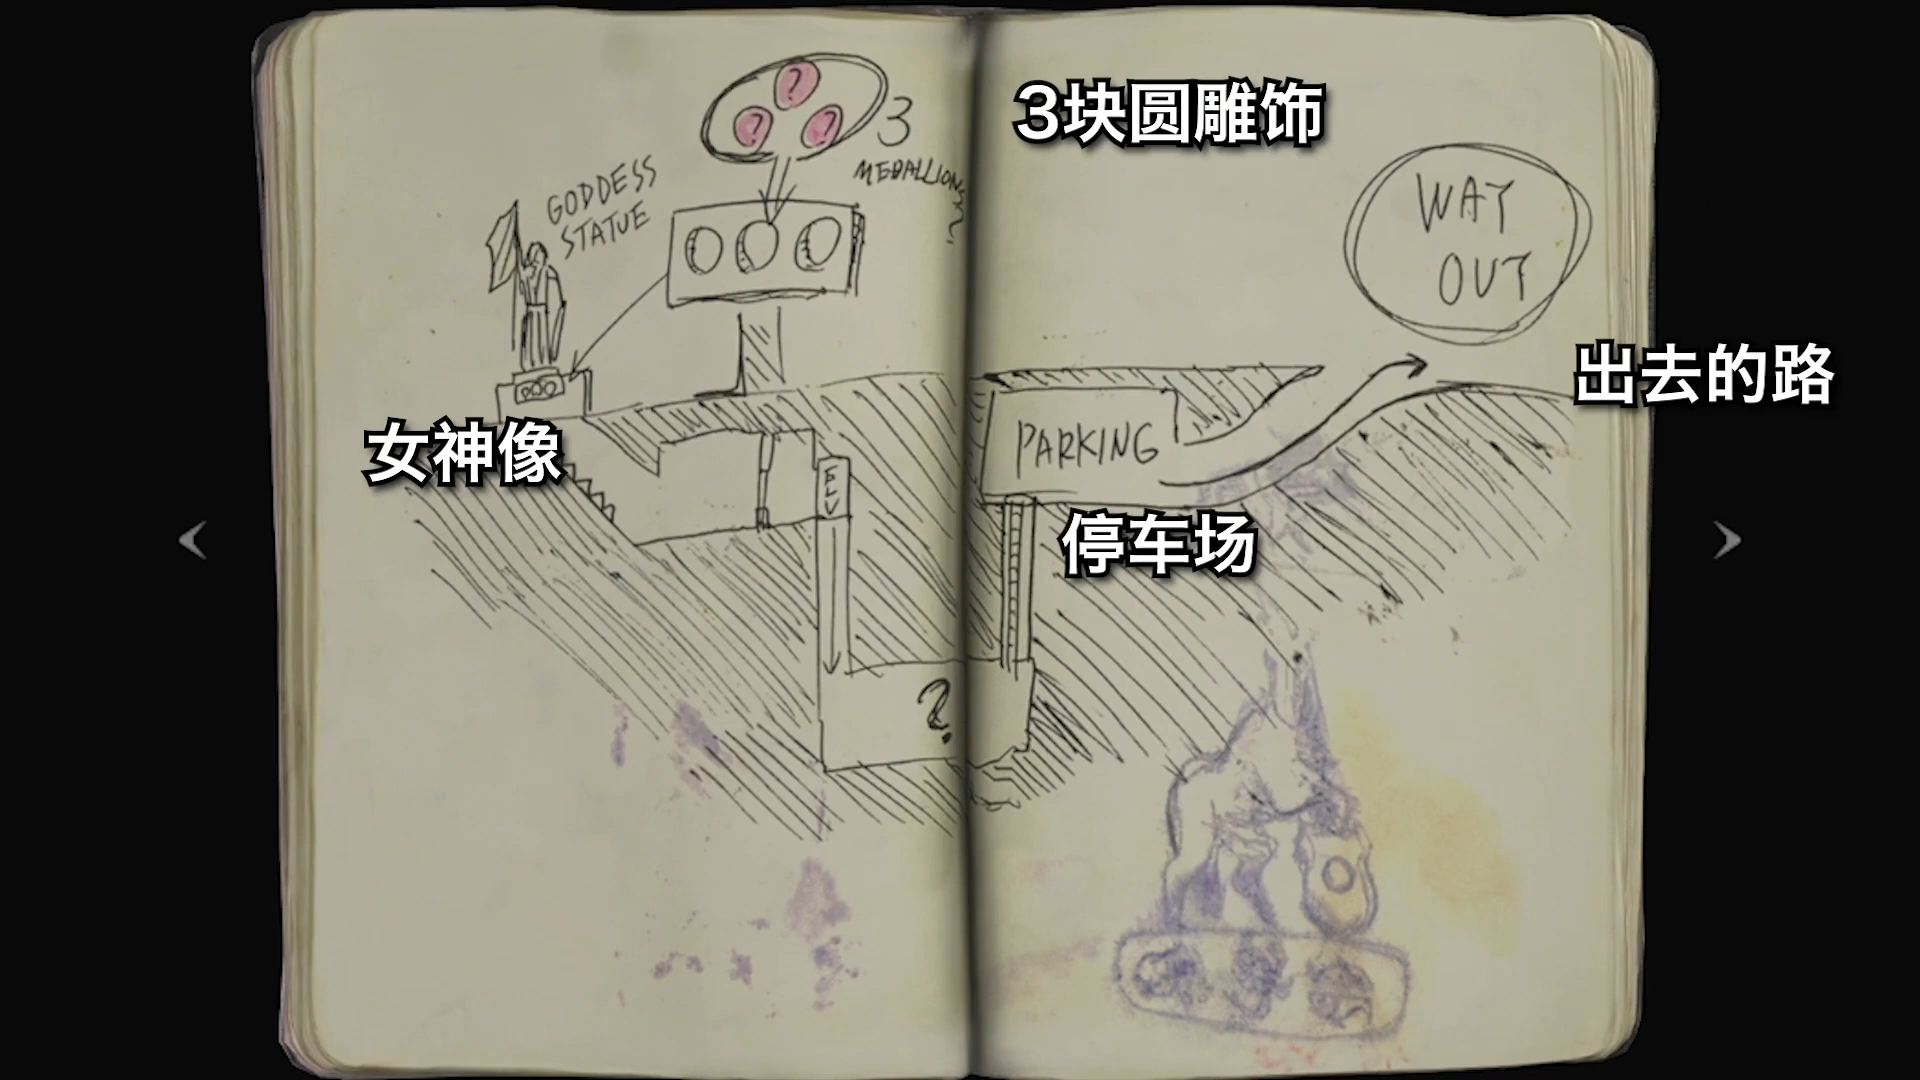 ?
?
?
3
MEDALLIONS
3块圆雕饰
GODDESS
STATUE
WAY
OUT
出去的路
女神像
PARKING
ELV
停车场
?